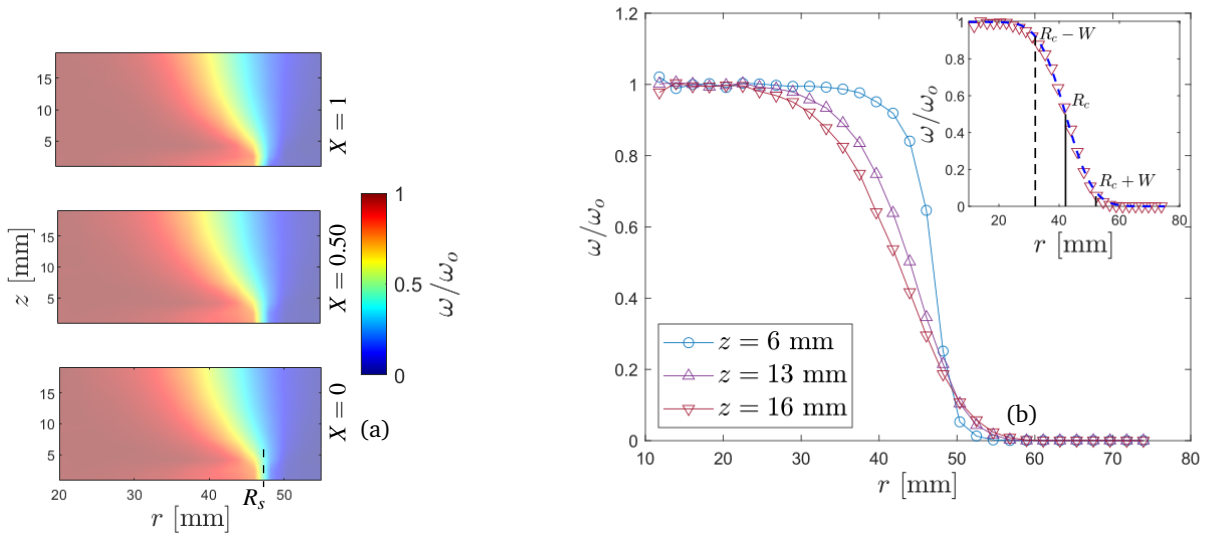 15
10
5
X = 1
15
10
5
z [mm]
X = 0.50
1
0.5
0
ω/ω_o
15
10
5
X = 0
(a)
20
30
40
50
R_s
r [mm]
1.2
1
0.8
0.6
0.4
0.2
0
ω/ω_o
10
20
30
40
50
60
70
80
r [mm]
z = 6 mm
z = 13 mm
z = 16 mm
(b)
1
0.8
0.6
0.4
0.2
0
ω/ω_o
R_c − W
R_c
R_c + W
20
40
60
80
r [mm]